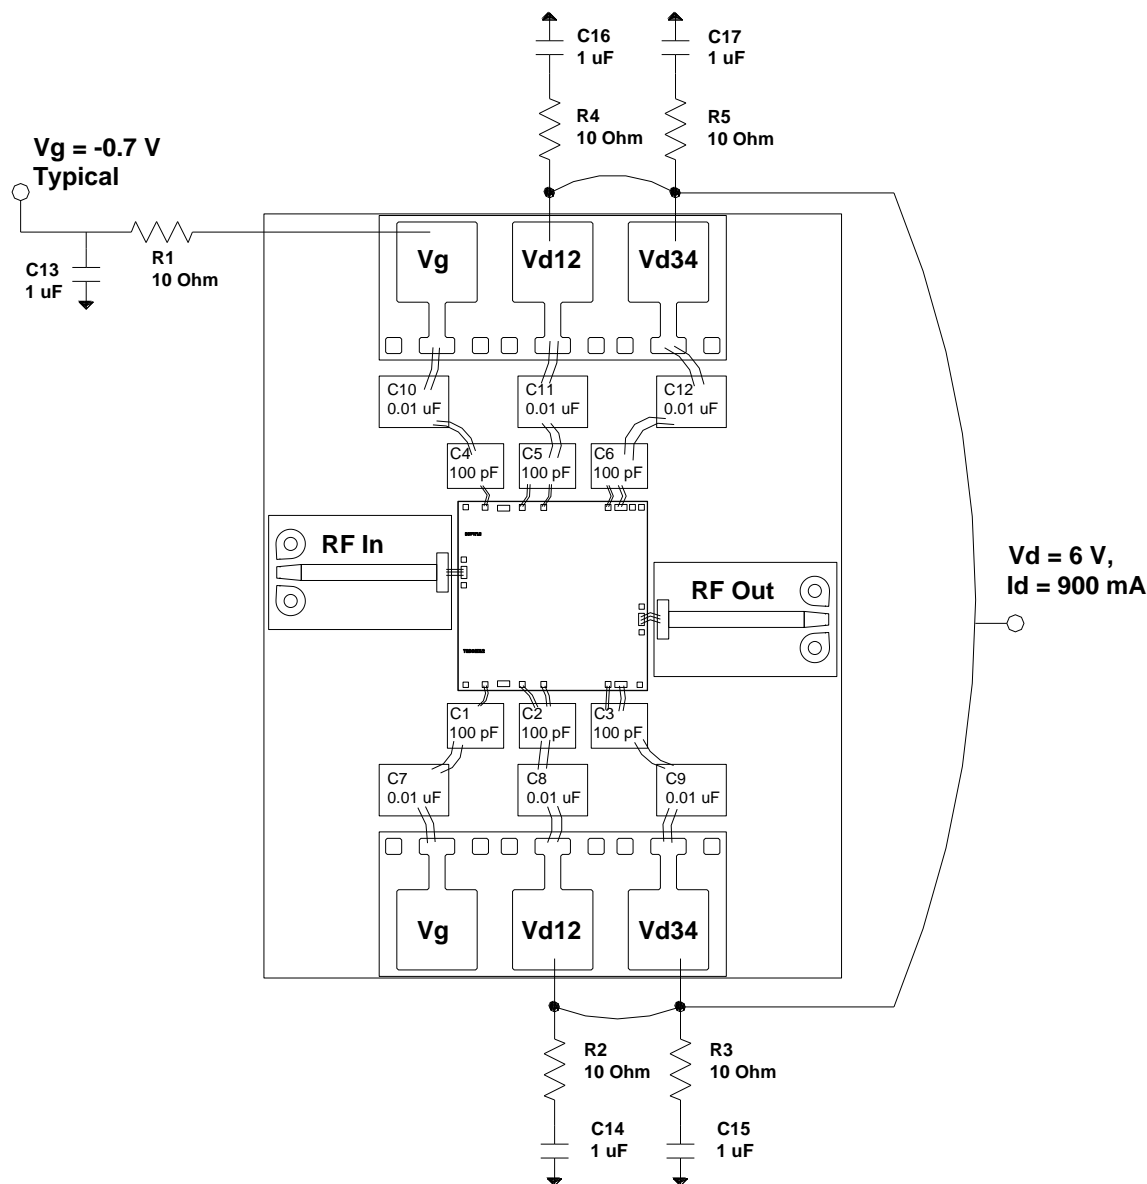 C16
1 uF
C17
1 uF
R4
10 Ohm
R5
10 Ohm
Vg = -0.7 V
Typical
C13
1 uF
R1
10 Ohm
Vg
Vd12
Vd34
C10
0.01 uF
C11
0.01 uF
C12
0.01 uF
C4
100 pF
C5
100 pF
C6
100 pF
RF In
RF Out
Vd = 6 V,
Id = 900 mA
C1
100 pF
C2
100 pF
C3
100 pF
C7
0.01 uF
C8
0.01 uF
C9
0.01 uF
Vg
Vd12
Vd34
R2
10 Ohm
R3
10 Ohm
C14
1 uF
C15
1 uF